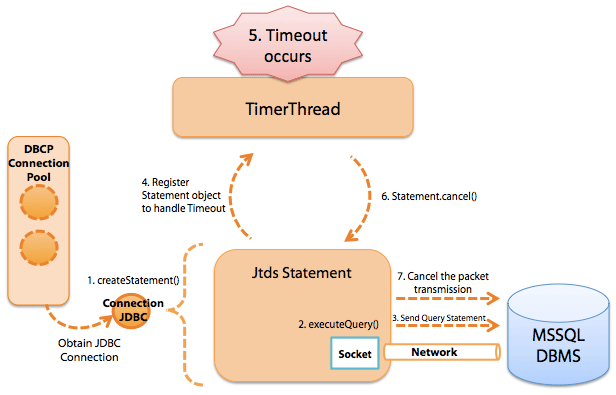 5. Timeout
occurs
TimerThread
DBCP
Connection
Pool
4. Register
Statement object
to handle Timeout
6. Statement.cancel()
1. createStatement()
Connection
JDBC
Obtain JDBC
Connection
Jtds Statement
2. executeQuery()
Socket
7. Cancel the packet
transmission
3. Send Query Statement
Network
MSSQL
DBMS